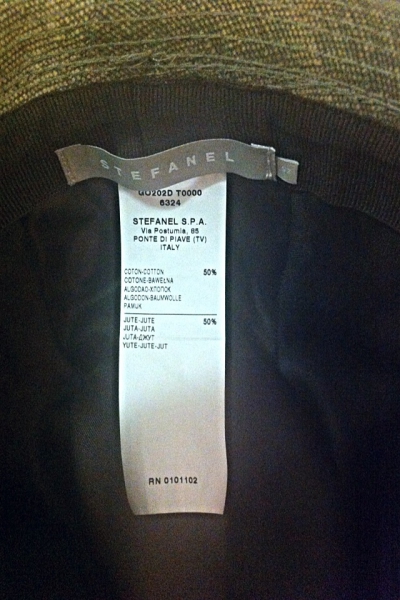 STEFANEL
GO202D T0000
6324
STEFANEL S.P.A.
Via Postumia, 85
PONTE DI PIAVE (TV)
ITALY
COTON-COTTON 50%
COTONE-BAWEŁNA
ALGODAO-ХЛОПОК
ALGODON-BAUMWOLLE
PAMUK
JUTE-JUTE 50%
JUTA-JUTA
JUTA-ДЖУТ
YUTE-JUTE-JUT
RN 0101102